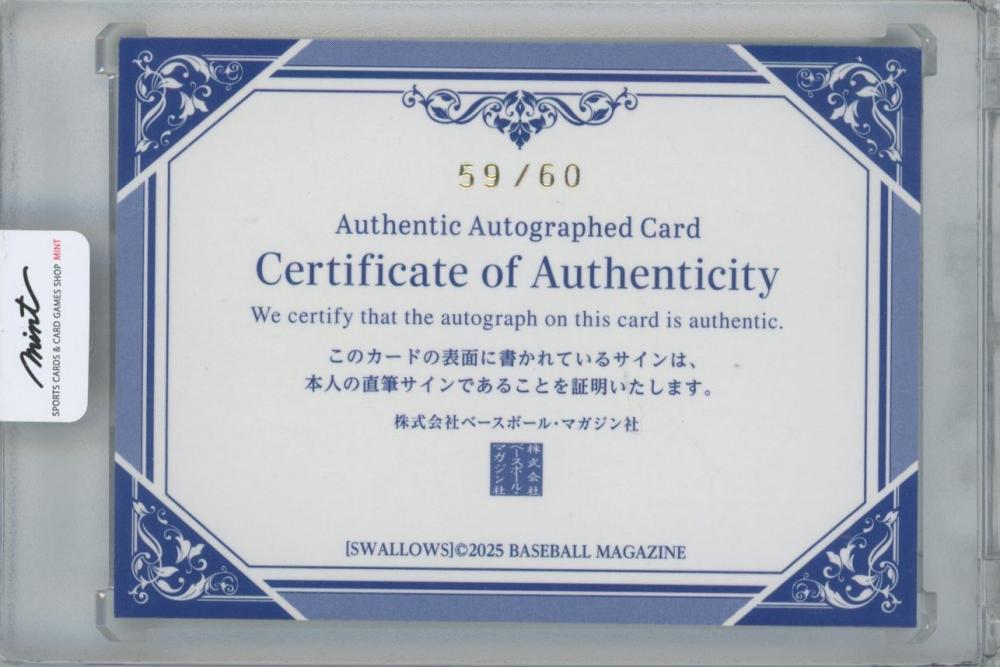 59/60
Authentic Autographed Card
Certificate of Authenticity
We certify that the autograph on this card is authentic.
このカードの表面に書かれているサインは、
本人の直筆サインであることを証明いたします。
株式会社ベースボール・マガジン社
株式会社
ベースボール・
マガジン社
[SWALLOWS]©2025 BASEBALL MAGAZINE
mint
SPORTS CARDS & CARD GAMES SHOP MINT